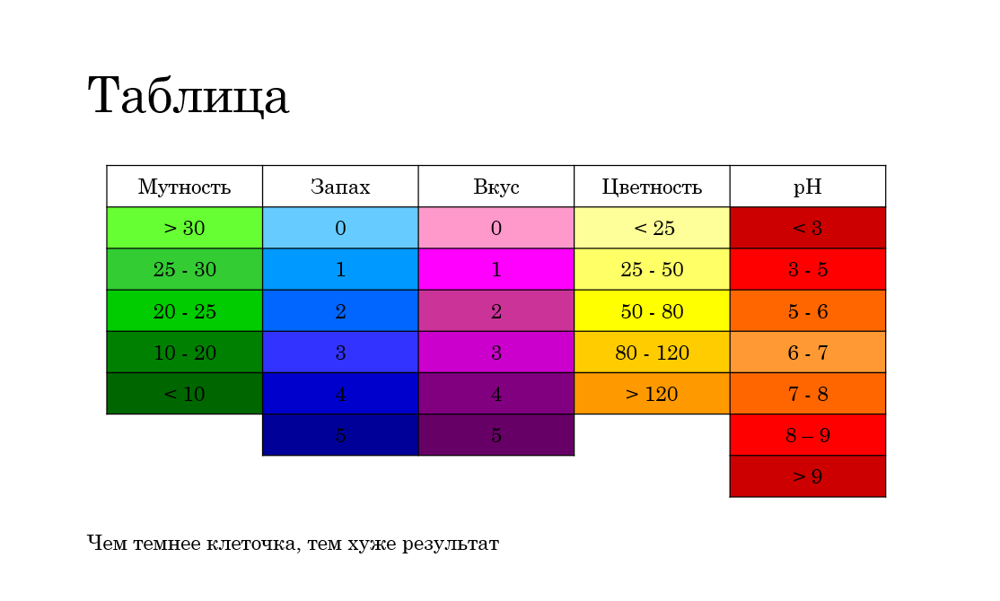 Таблица
Мутность Запах Вкус Цветность pH
> 30 0 0 < 25 < 3
25 - 30 1 1 25 - 50 3 - 5
20 - 25 2 2 50 - 80 5 - 6
10 - 20 3 3 80 - 120 6 - 7
< 10 4 4 > 120 7 - 8
5 5 8 – 9
> 9
Чем темнее клеточка, тем хуже результат